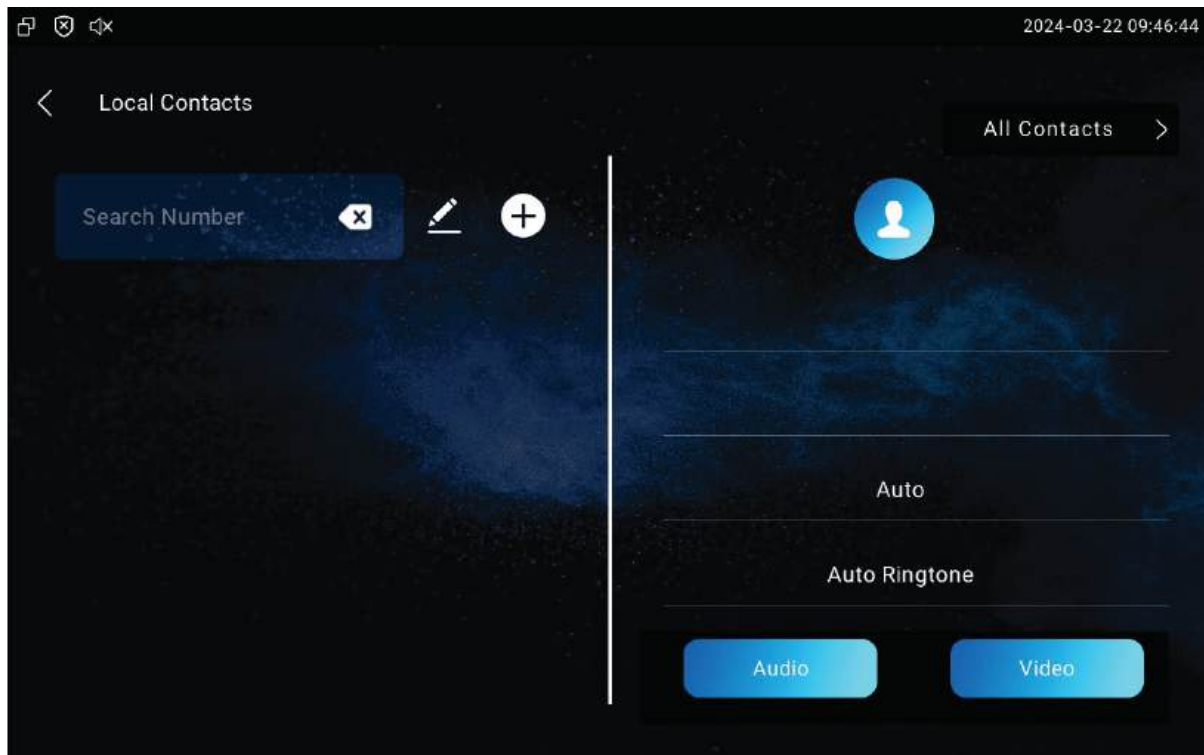 2024-03-22 09:46:44
Local Contacts
All Contacts
Search Number
Auto
Auto Ringtone
Audio
Video